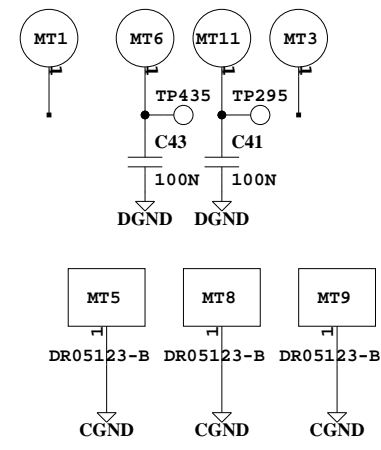 MT1 MT6 MT11 MT3
1 1 1 1
TP435 TP295
C43 C41
100N 100N
DGND DGND
MT5 MT8 MT9
1 1 1
DR05123-B DR05123-B DR05123-B
CGND CGND CGND